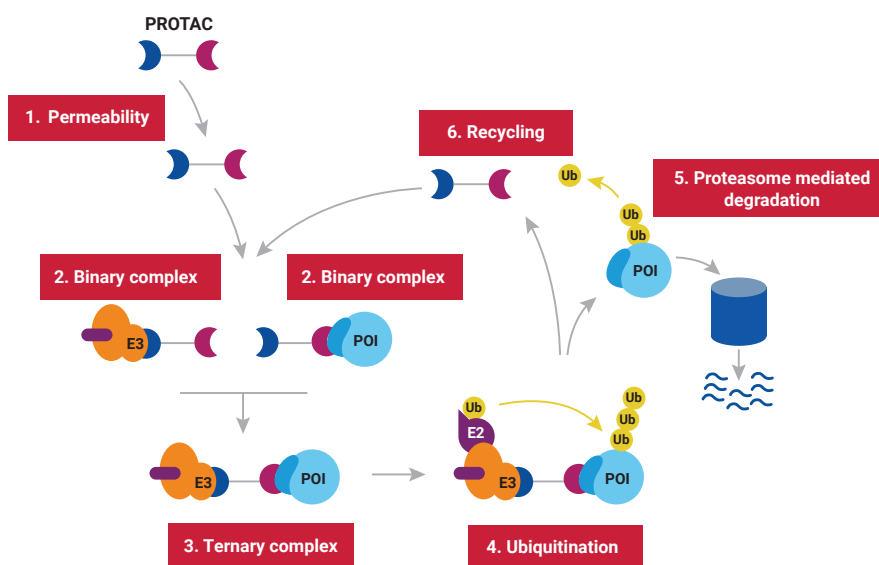 PROTAC
1. Permeability
6. Recycling
Ub
5. Proteasome mediated
degradation
Ub
Ub
POI
2. Binary complex
2. Binary complex
E3
POI
Ub
E2
Ub
Ub
Ub
E3
POI
E3
POI
3. Ternary complex
4. Ubiquitination